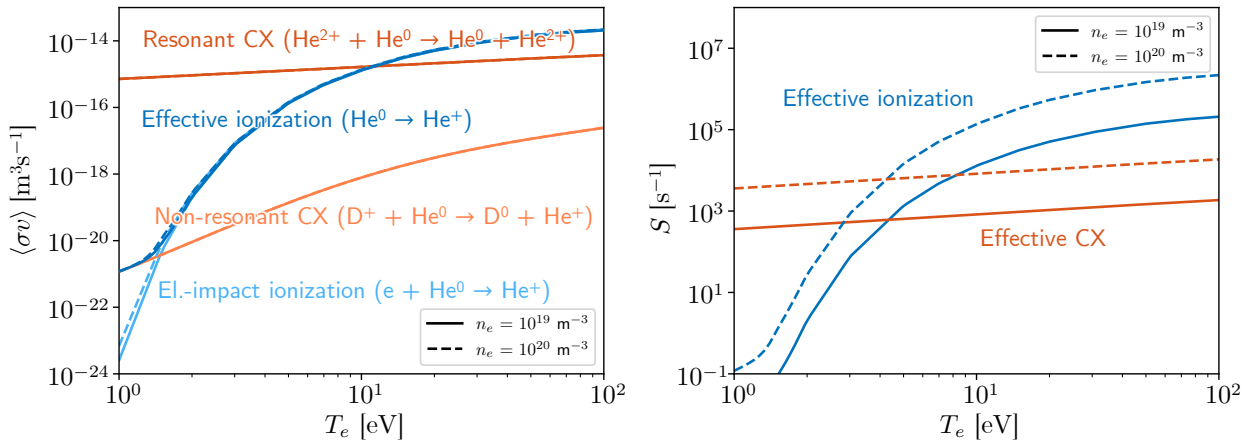 10⁻¹⁴
10⁻¹⁶
10⁻¹⁸
10⁻²⁰
10⁻²²
10⁻²⁴
⟨σv⟩ [m³s⁻¹]
Resonant CX (He²⁺ + He⁰ → He⁰ + He²⁺)
Effective ionization (He⁰ → He⁺)
Non-resonant CX (D⁺ + He⁰ → D⁰ + He⁺)
El.-impact ionization (e + He⁰ → He⁺)
nₑ = 10¹⁹ m⁻³
nₑ = 10²⁰ m⁻³
10⁰
10¹
10²
Tₑ [eV]
10⁷
10⁵
10³
10¹
10⁻¹
S [s⁻¹]
nₑ = 10¹⁹ m⁻³
nₑ = 10²⁰ m⁻³
Effective ionization
Effective CX
10⁰
10¹
10²
Tₑ [eV]